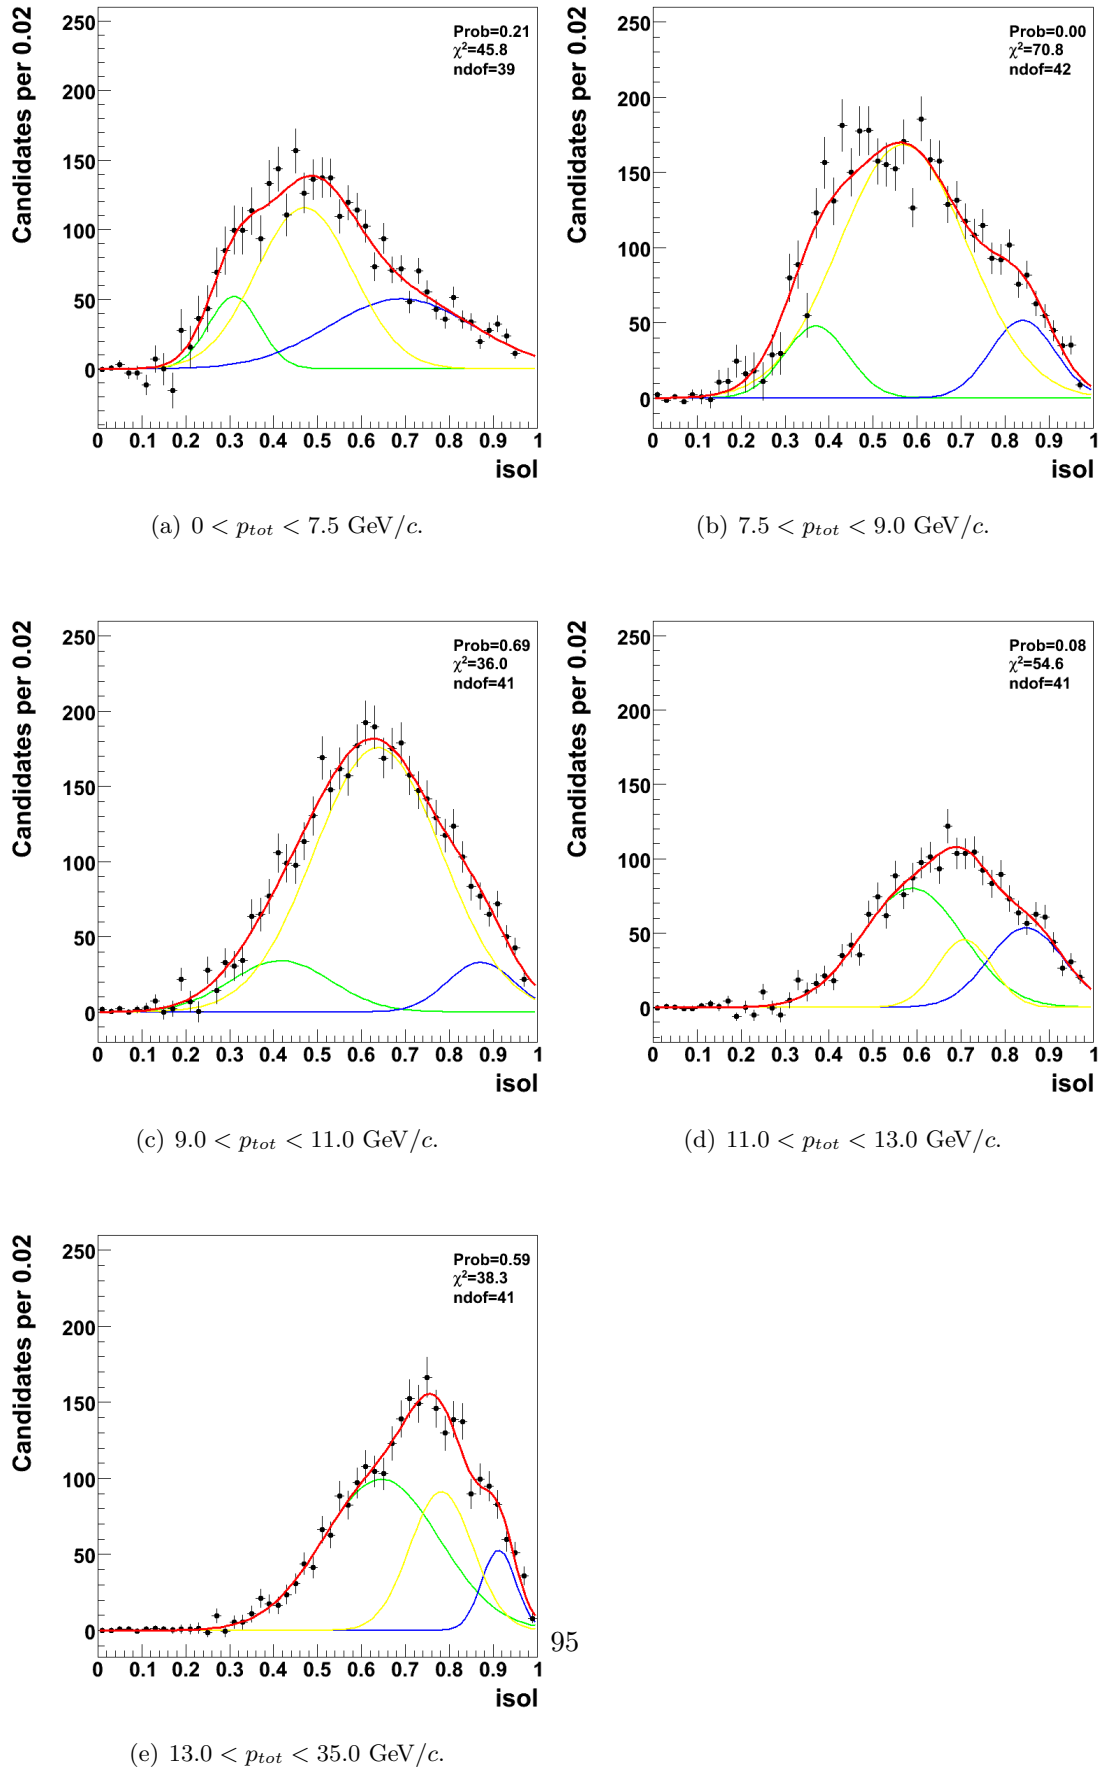 Candidates per 0.02
250
200
150
100
50
0
Prob=0.21
χ²=45.8
ndof=39
0 0.1 0.2 0.3 0.4 0.5 0.6 0.7 0.8 0.9 1
isol
(a) 0 < p_tot < 7.5 GeV/c.
Candidates per 0.02
250
200
150
100
50
0
Prob=0.00
χ²=70.8
ndof=42
0 0.1 0.2 0.3 0.4 0.5 0.6 0.7 0.8 0.9 1
isol
(b) 7.5 < p_tot < 9.0 GeV/c.
Candidates per 0.02
250
200
150
100
50
0
Prob=0.69
χ²=36.0
ndof=41
0 0.1 0.2 0.3 0.4 0.5 0.6 0.7 0.8 0.9 1
isol
(c) 9.0 < p_tot < 11.0 GeV/c.
Candidates per 0.02
250
200
150
100
50
0
Prob=0.08
χ²=54.6
ndof=41
0 0.1 0.2 0.3 0.4 0.5 0.6 0.7 0.8 0.9 1
isol
(d) 11.0 < p_tot < 13.0 GeV/c.
Candidates per 0.02
250
200
150
100
50
0
Prob=0.59
χ²=38.3
ndof=41
0 0.1 0.2 0.3 0.4 0.5 0.6 0.7 0.8 0.9 1
isol
(e) 13.0 < p_tot < 35.0 GeV/c.
95